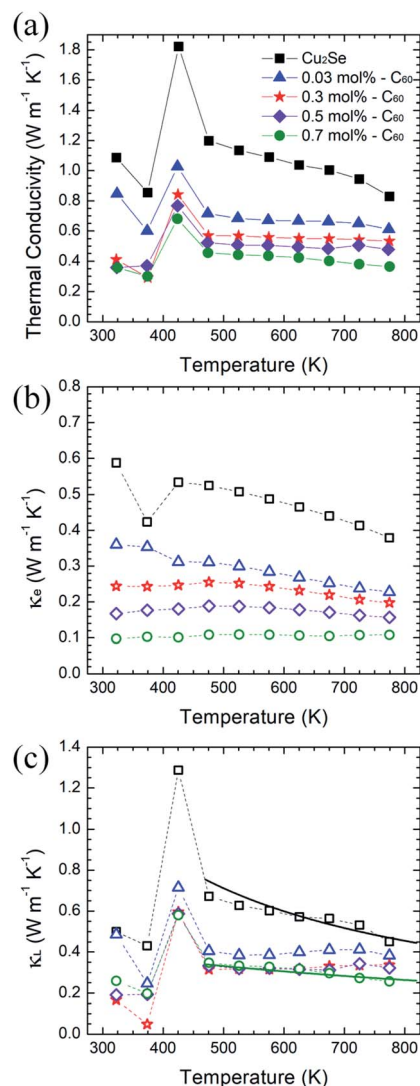 (a)
1.8
1.6
1.4
1.2
1.0
0.8
0.6
0.4
0.2
0.0
Thermal Conducivity (W m⁻¹ K⁻¹)
Cu₂Se
0.03 mol% - C₆₀
0.3 mol% - C₆₀
0.5 mol% - C₆₀
0.7 mol% - C₆₀
300 400 500 600 700 800
Temperature (K)
(b)
0.8
0.7
0.6
0.5
0.4
0.3
0.2
0.1
0.0
κₑ (W m⁻¹ K⁻¹)
300 400 500 600 700 800
Temperature (K)
(c)
1.4
1.2
1.0
0.8
0.6
0.4
0.2
0.0
κL (W m⁻¹ K⁻¹)
300 400 500 600 700 800
Temperature (K)